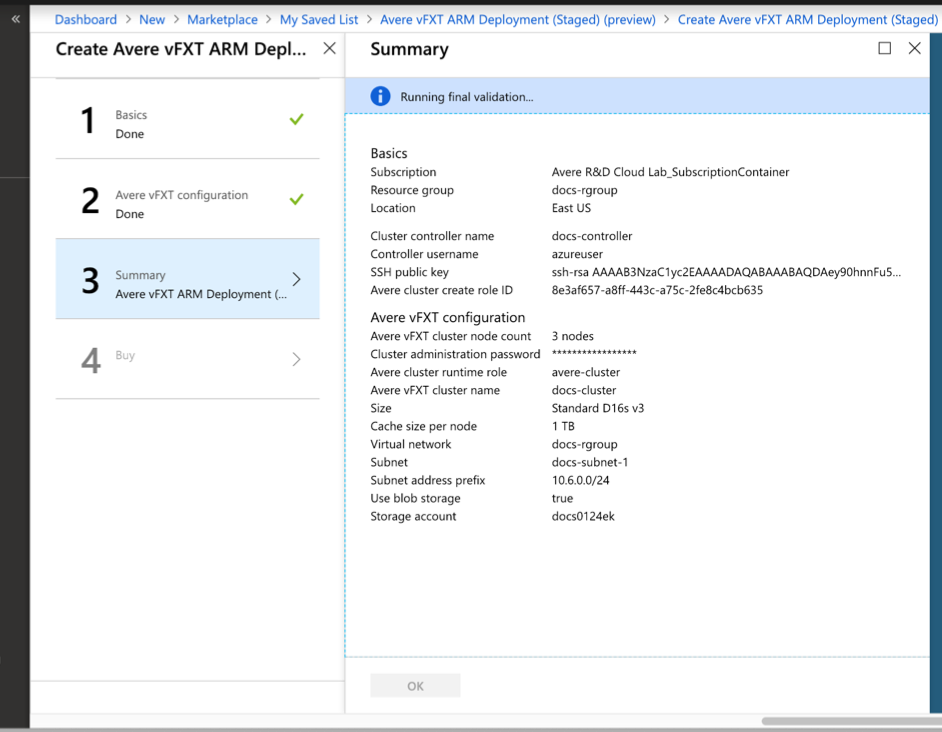 « Dashboard > New > Marketplace > My Saved List > Avere vFXT ARM Deployment (Staged) (preview) > Create Avere vFXT ARM Deployment (Staged)
Create Avere vFXT ARM Depl...
1 Basics
Done
2 Avere vFXT configuration
Done
3 Summary
Avere vFXT ARM Deployment (...
4 Buy
Summary
Running final validation...
Basics
Subscription Avere R&D Cloud Lab_SubscriptionContainer
Resource group docs-rgroup
Location East US
Cluster controller name docs-controller
Controller username azureuser
SSH public key ssh-rsa AAAAB3NzaC1yc2EAAAADAQABAAABAQDAey90hnnFu5...
Avere cluster create role ID 8e3af657-a8ff-443c-a75c-2fe8c4bcb635
Avere vFXT configuration
Avere vFXT cluster node count 3 nodes
Cluster administration password *****************
Avere cluster runtime role avere-cluster
Avere vFXT cluster name docs-cluster
Size Standard D16s v3
Cache size per node 1 TB
Virtual network docs-rgroup
Subnet docs-subnet-1
Subnet address prefix 10.6.0.0/24
Use blob storage true
Storage account docs0124ek
OK